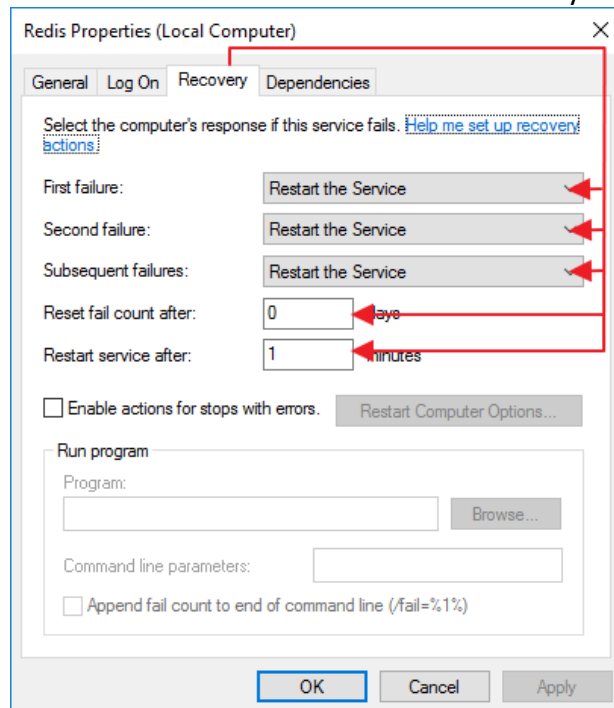 Redis Properties (Local Computer)
General Log On Recovery Dependencies
Select the computer's response if this service fails. Help me set up recovery
actions.
First failure: Restart the Service
Second failure: Restart the Service
Subsequent failures: Restart the Service
Reset fail count after: 0 days
Restart service after: 1 minutes
Enable actions for stops with errors. Restart Computer Options...
Run program
Program:
Browse...
Command line parameters:
Append fail count to end of command line (/fail=%1%)
OK Cancel Apply